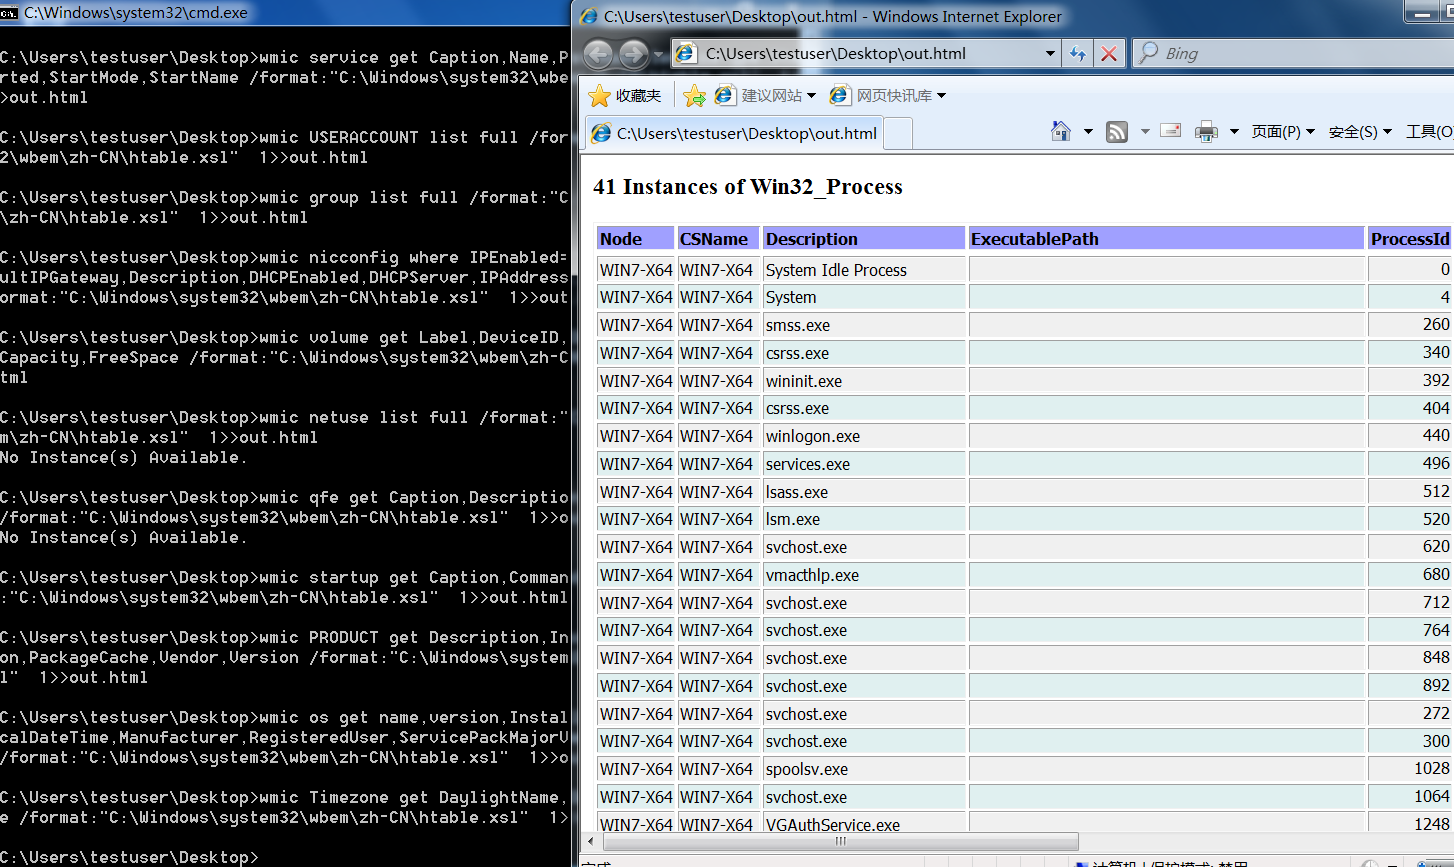 C:\Windows\system32\cmd.exe
C:\Users\testuser\Desktop>wmic service get Caption,Name,P
rted,StartMode,StartName /format:"C:\Windows\system32\wbe
>out.html
C:\Users\testuser\Desktop>wmic USERACCOUNT list full /for
2\wbem\zh-CN\htable.xsl"  1>>out.html
C:\Users\testuser\Desktop>wmic group list full /format:"C
\zh-CN\htable.xsl"  1>>out.html
C:\Users\testuser\Desktop>wmic nicconfig where IPEnabled=
ultIPGateway,Description,DHCPEnabled,DHCPServer,IPAddress
ormat:"C:\Windows\system32\wbem\zh-CN\htable.xsl"  1>>out
C:\Users\testuser\Desktop>wmic volume get Label,DeviceID,
Capacity,FreeSpace /format:"C:\Windows\system32\wbem\zh-C
tml
C:\Users\testuser\Desktop>wmic netuse list full /format:"
m\zh-CN\htable.xsl"  1>>out.html
No Instance(s) Available.
C:\Users\testuser\Desktop>wmic qfe get Caption,Descriptio
/format:"C:\Windows\system32\wbem\zh-CN\htable.xsl"  1>>o
No Instance(s) Available.
C:\Users\testuser\Desktop>wmic startup get Caption,Comman
:"C:\Windows\system32\wbem\zh-CN\htable.xsl"  1>>out.html
C:\Users\testuser\Desktop>wmic PRODUCT get Description,In
on,PackageCache,Vendor,Version /format:"C:\Windows\system
l"  1>>out.html
C:\Users\testuser\Desktop>wmic os get name,version,Instal
calDateTime,Manufacturer,RegisteredUser,ServicePackMajorV
/format:"C:\Windows\system32\wbem\zh-CN\htable.xsl"  1>>o
C:\Users\testuser\Desktop>wmic Timezone get DaylightName,
e /format:"C:\Windows\system32\wbem\zh-CN\htable.xsl"  1>
C:\Users\testuser\Desktop>
C:\Users\testuser\Desktop\out.html - Windows Internet Explorer
C:\Users\testuser\Desktop\out.html Bing
收藏夹 建议网站 网页快讯库
C:\Users\testuser\Desktop\out.html 页面(P) 安全(S) 工具(O
41 Instances of Win32_Process
Node CSName Description ExecutablePath ProcessId
WIN7-X64 WIN7-X64 System Idle Process 0
WIN7-X64 WIN7-X64 System 4
WIN7-X64 WIN7-X64 smss.exe 260
WIN7-X64 WIN7-X64 csrss.exe 340
WIN7-X64 WIN7-X64 wininit.exe 392
WIN7-X64 WIN7-X64 csrss.exe 404
WIN7-X64 WIN7-X64 winlogon.exe 440
WIN7-X64 WIN7-X64 services.exe 496
WIN7-X64 WIN7-X64 lsass.exe 512
WIN7-X64 WIN7-X64 lsm.exe 520
WIN7-X64 WIN7-X64 svchost.exe 620
WIN7-X64 WIN7-X64 vmacthlp.exe 680
WIN7-X64 WIN7-X64 svchost.exe 712
WIN7-X64 WIN7-X64 svchost.exe 764
WIN7-X64 WIN7-X64 svchost.exe 848
WIN7-X64 WIN7-X64 svchost.exe 892
WIN7-X64 WIN7-X64 svchost.exe 272
WIN7-X64 WIN7-X64 svchost.exe 300
WIN7-X64 WIN7-X64 spoolsv.exe 1028
WIN7-X64 WIN7-X64 svchost.exe 1064
WIN7-X64 WIN7-X64 VGAuthService.exe 1248